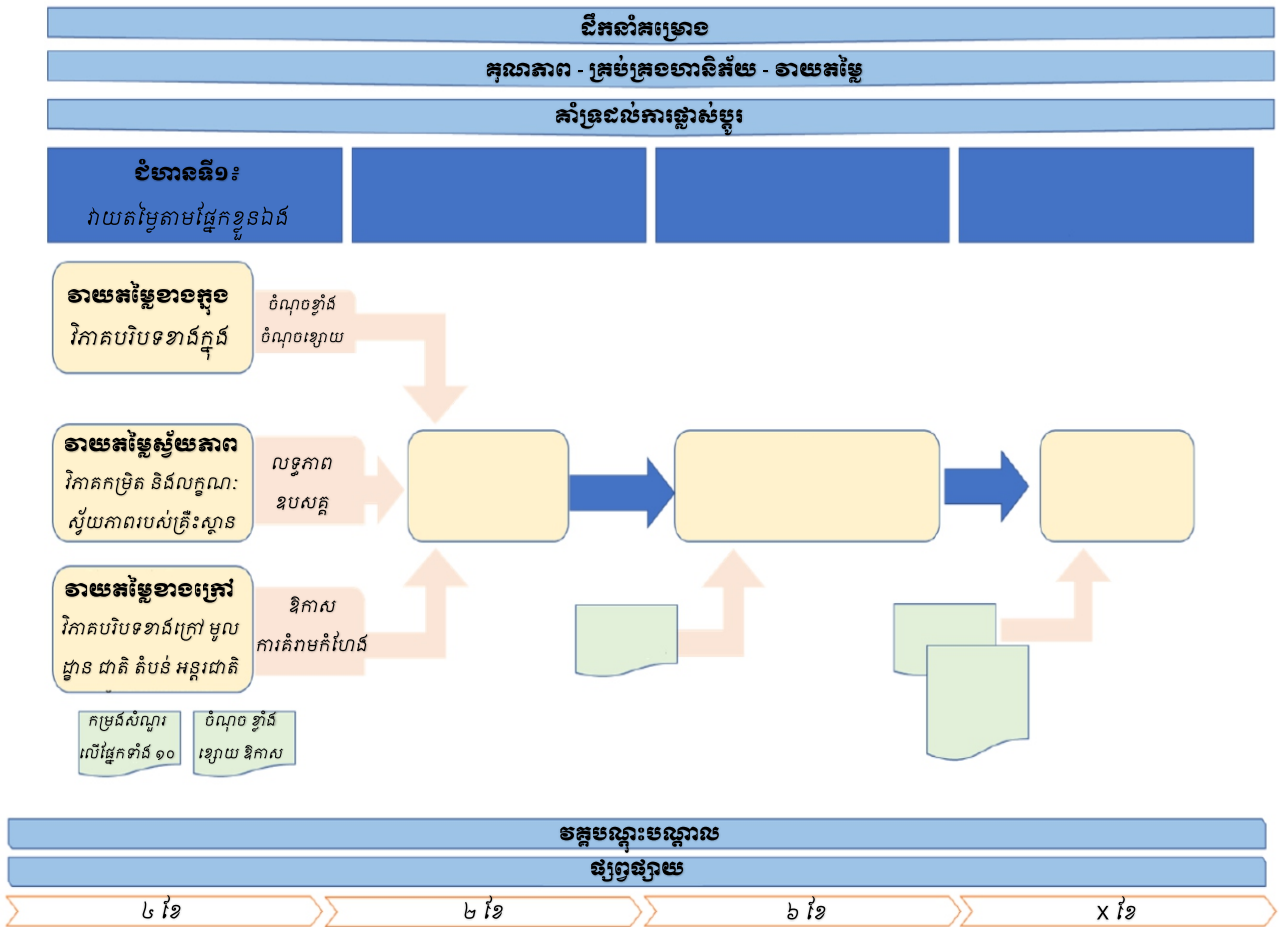 ដឹកនាំគម្រោង
គុណភាព - គ្រប់គ្រងហានិភ័យ - វាយតម្លៃ
គាំទ្រដល់ការផ្លាស់ប្តូរ
ជំហានទី១៖
វាយតម្លៃតាមផ្នែកខ្លួនឯង
វាយតម្លៃខាងក្នុង
វិភាគបរិបទខាងក្នុង
ចំណុចខ្លាំង
ចំណុចខ្សោយ
វាយតម្លៃស្វ័យភាព
វិភាគកម្រិត និងលក្ខណៈ
ស្វ័យភាពរបស់គ្រឹះស្ថាន
លទ្ធភាព
ឧបសគ្គ
វាយតម្លៃខាងក្រៅ
វិភាគបរិបទខាងក្រៅ មូល
ដ្ឋាន ជាតិ តំបន់ អន្តរជាតិ
ឱកាស
ការគំរាមកំហែង
កម្រងសំណួរ
លើផ្នែកទាំង ១០
ចំណុច ខ្លាំង
ខ្សោយ ឱកាស
វគ្គបណ្តុះបណ្តាល
ផ្សព្វផ្សាយ
៤ ខែ
២ ខែ
៦ ខែ
X ខែ